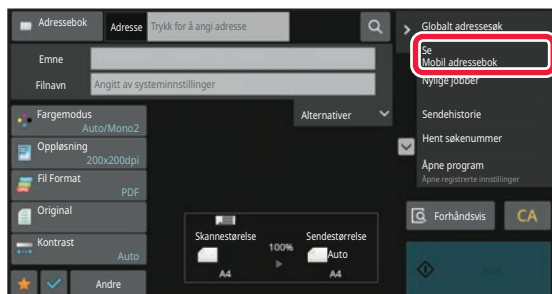 Adressebok
Adresse
Trykk for å angi adresse
Emne
Filnavn
Angitt av systeminnstillinger
Fargemodus
Auto/Mono2
Oppløsning
200x200dpi
Fil Format
PDF
Original
Kontrast
Auto
Andre
Alternativer
Skannestørelse
100%
Sendestørrelse
A4
Auto
A4
Globalt adressesøk
Se
Mobil adressebok
Nylige jobber
Sendehistorie
Hent søkenummer
Åpne program
Åpne registrerte innstillinger
Forhåndsvis
CA
Start